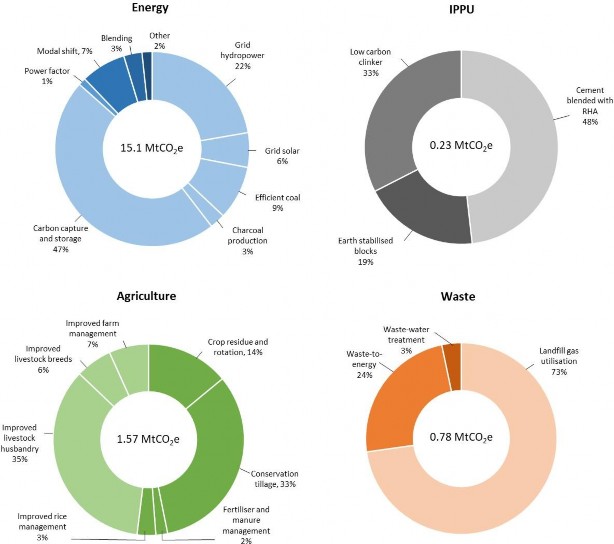 Energy
Other
2%
Blending
3%
Modal shift, 7%
Power factor
1%
Grid
hydropower
22%
Grid solar
6%
Efficient coal
9%
Charcoal
production
3%
Carbon capture
and storage
47%
15.1 MtCO₂e
IPPU
Low carbon
clinker
33%
Cement
blended with
RHA
48%
Earth stabilised
blocks
19%
0.23 MtCO₂e
Agriculture
Improved farm
management
7%
Improved
livestock breeds
6%
Crop residue and
rotation, 14%
Improved
livestock
husbandry
35%
Conservation
tillage, 33%
Improved rice
management
3%
Fertiliser and
manure
management
2%
1.57 MtCO₂e
Waste
Waste-water
treatment
3%
Waste-to-
energy
24%
Landfill gas
utilisation
73%
0.78 MtCO₂e